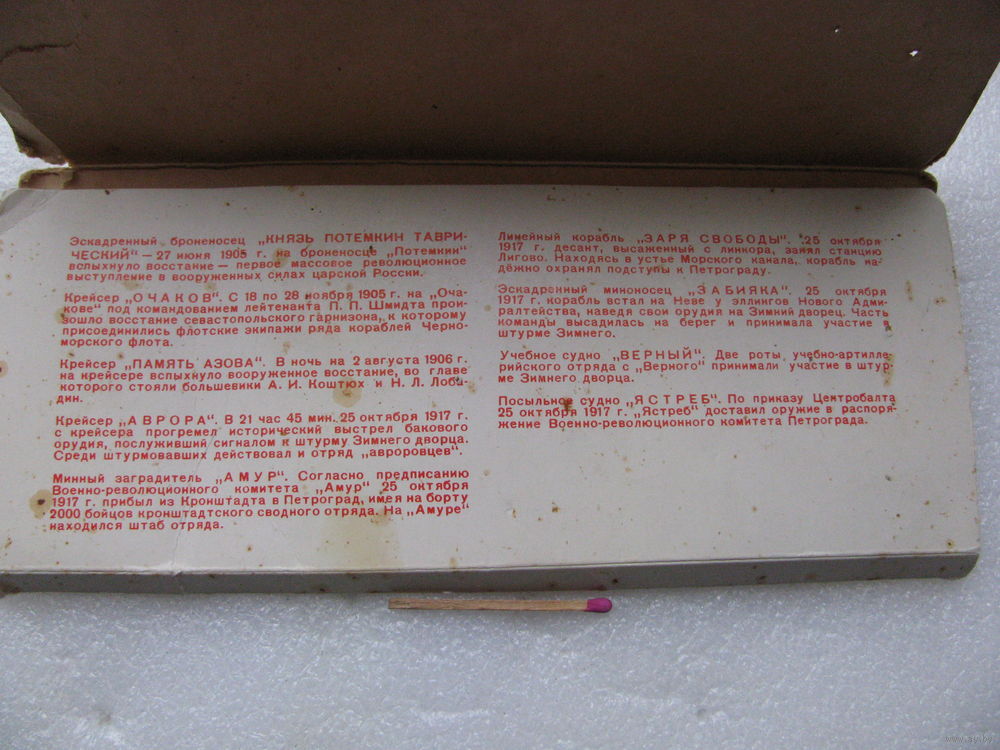 Эскадренный броненосец „КНЯЗЬ ПОТЕМКИН ТАВРИ-
ЧЕСКИЙ“ — 27 июня 1905 г. на броненосце „Потемкин“
вспыхнуло восстание — первое массовое революционное
выступление в вооруженных силах царской России.
Крейсер „ОЧАКОВ“. С 18 по 28 ноября 1905 г. на „Оча-
кове“ под командованием лейтенанта П. П. Шмидта прои-
зошло восстание севастопольского гарнизона, к которому
присоединились флотские экипажи ряда кораблей Черно-
морского флота.
Крейсер „ПАМЯТЬ АЗОВА“. В ночь на 2 августа 1906 г.
на крейсере вспыхнуло вооруженное восстание, во главе
которого стояли большевики А. И. Коптюх и Н. Л. Лоба-
дин.
Крейсер „АВРОРА“. В 21 час 45 мин. 25 октября 1917 г.
с крейсера прогремел исторический выстрел бакового
орудия, послуживший сигналом к штурму Зимнего дворца.
Среди штурмовавших действовал и отряд „авроровцев“.
Минный заградитель „АМУР“. Согласно предписанию
Военно-революционного комитета „Амур“ 25 октября
1917 г. прибыл из Кронштадта в Петроград, имея на борту
2000 бойцов кронштадтского сводного отряда. На „Амуре“
находился штаб отряда.
Линейный корабль „ЗАРЯ СВОБОДЫ“. 25 октября
1917 г. десант, высаженный с линкора, занял станцию
Лигово. Находясь в устье Морского канала, корабль на-
дёжно охранял подступы к Петрограду.
Эскадренный миноносец „ЗАБИЯКА“. 25 октября
1917 г. корабль встал на Неве у эллингов Нового Адми-
ралтейства, наведя свои орудия на Зимний дворец. Часть
команды высадилась на берег и принимала участие в
штурме Зимнего.
Учебное судно „ВЕРНЫЙ“. Две роты учебно-артилле-
рийского отряда с „Верного“ принимали участие в штур-
ме Зимнего дворца.
Посыльное судно „ЯСТРЕБ“. По приказу Центробалта
25 октября 1917 г. „Ястреб“ доставил оружие в распоря-
жение Военно-революционного комитета Петрограда.